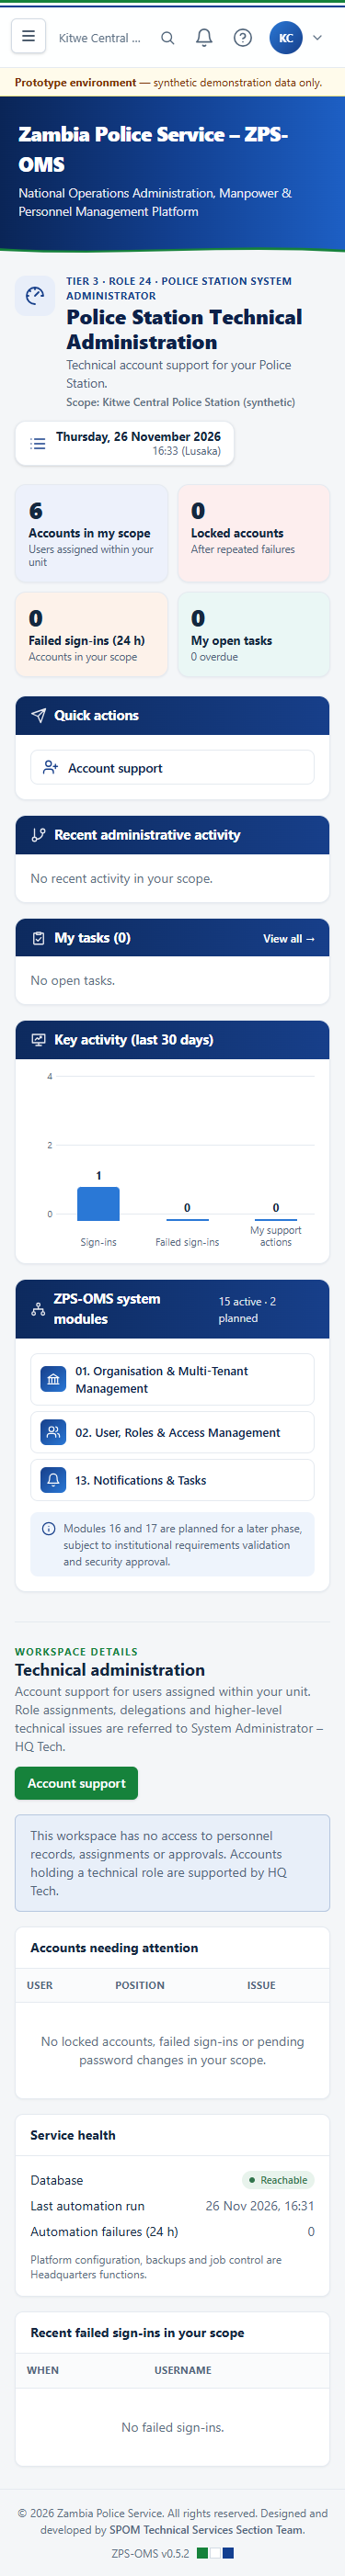 Kitwe Central ...
KC
Prototype environment — synthetic demonstration data only.
Zambia Police Service – ZPS-
OMS
National Operations Administration, Manpower &
Personnel Management Platform
TIER 3 · ROLE 24 · POLICE STATION SYSTEM
ADMINISTRATOR
Police Station Technical
Administration
Technical account support for your Police
Station.
Scope: Kitwe Central Police Station (synthetic)
Thursday, 26 November 2026
16:33 (Lusaka)
6
Accounts in my scope
Users assigned within your
unit
0
Locked accounts
After repeated failures
0
Failed sign-ins (24 h)
Accounts in your scope
0
My open tasks
0 overdue
Quick actions
Account support
Recent administrative activity
No recent activity in your scope.
My tasks (0)
View all →
No open tasks.
Key activity (last 30 days)
4
2
0
1
0
0
Sign-ins
Failed sign-ins
My support
actions
ZPS-OMS system
modules
15 active · 2
planned
01. Organisation & Multi-Tenant
Management
02. User, Roles & Access Management
13. Notifications & Tasks
Modules 16 and 17 are planned for a later phase,
subject to institutional requirements validation
and security approval.
WORKSPACE DETAILS
Technical administration
Account support for users assigned within your unit.
Role assignments, delegations and higher-level
technical issues are referred to System Administrator –
HQ Tech.
Account support
This workspace has no access to personnel
records, assignments or approvals. Accounts
holding a technical role are supported by HQ
Tech.
Accounts needing attention
USER POSITION ISSUE
No locked accounts, failed sign-ins or pending
password changes in your scope.
Service health
Database Reachable
Last automation run 26 Nov 2026, 16:31
Automation failures (24 h) 0
Platform configuration, backups and job control are
Headquarters functions.
Recent failed sign-ins in your scope
WHEN USERNAME
No failed sign-ins.
© 2026 Zambia Police Service. All rights reserved. Designed and
developed by SPOM Technical Services Section Team.
ZPS-OMS v0.5.2